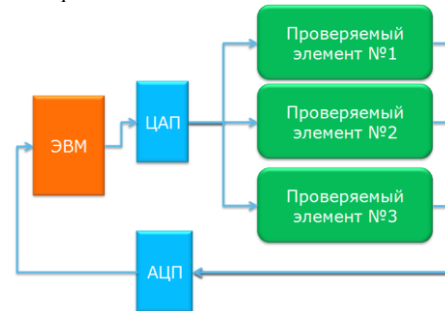 Проверяемый
элемент №1
ЦАП
ЭВМ
Проверяемый
элемент №2
Проверяемый
элемент №3
АЦП